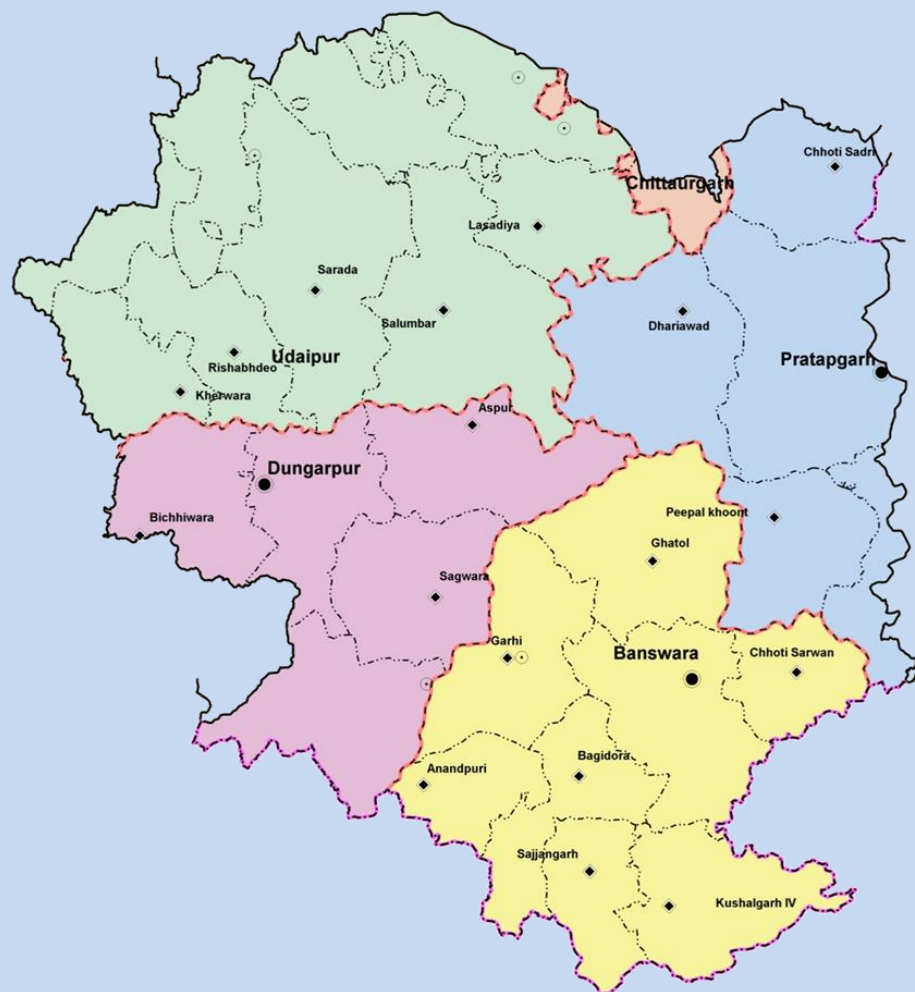 Chhoti Sadri
Chittaurgarh
Lasadiya
Sarada
Salumbar
Dhariawad
Udaipur
Rishabhdeo
Pratapgarh
Kherwara
Aspur
Dungarpur
Bichhiwara
Peepal khoont
Ghatol
Sagwara
Garhi
Banswara
Chhoti Sarwan
Anandpuri
Bagidora
Sajjangarh
Kushalgarh IV